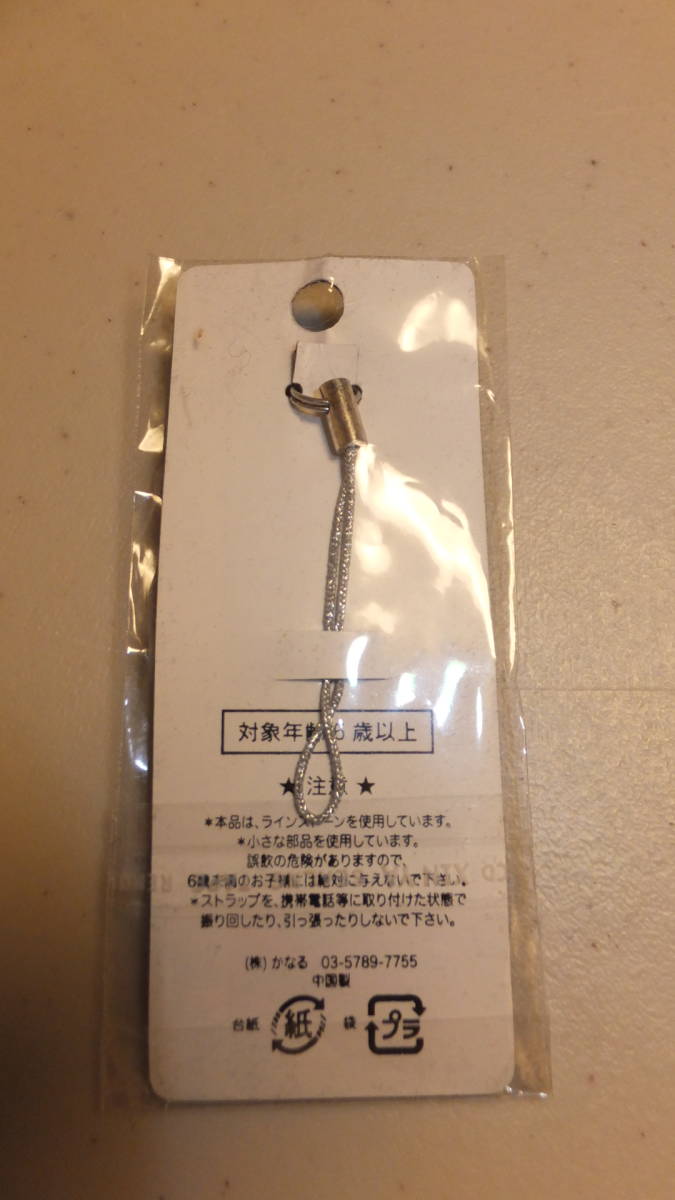 対象年齢 6 歳以上
★ 注意 ★
*本品は、ラインストーンを使用しています。
*小さな部品を使用しています。
誤飲の危険がありますので、
6歳未満のお子様には絶対に与えないで下さい。
*ストラップを、携帯電話等に取り付けた状態で
振り回したり、引っ張ったりしないで下さい。
(株) かなる 03-5789-7755
中国製
台紙 紙 袋 プラ